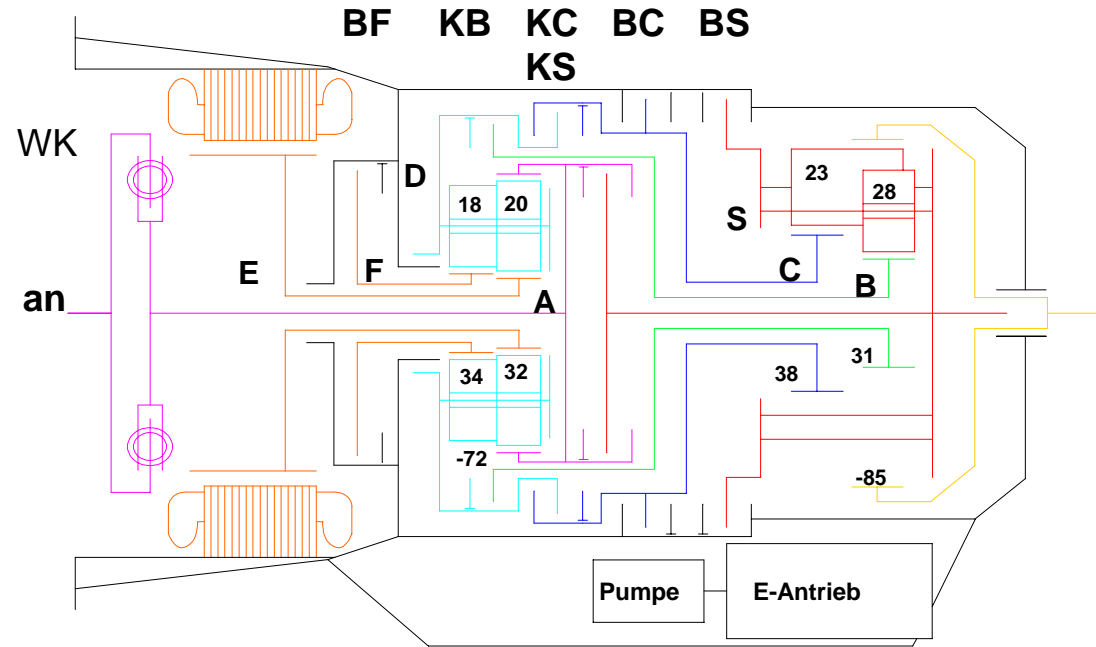 BF KB KC BC BS
KS
WK
D
18 20 23 28
S
E F C B
an A
34 32 38 31
-72 -85
Pumpe E-Antrieb